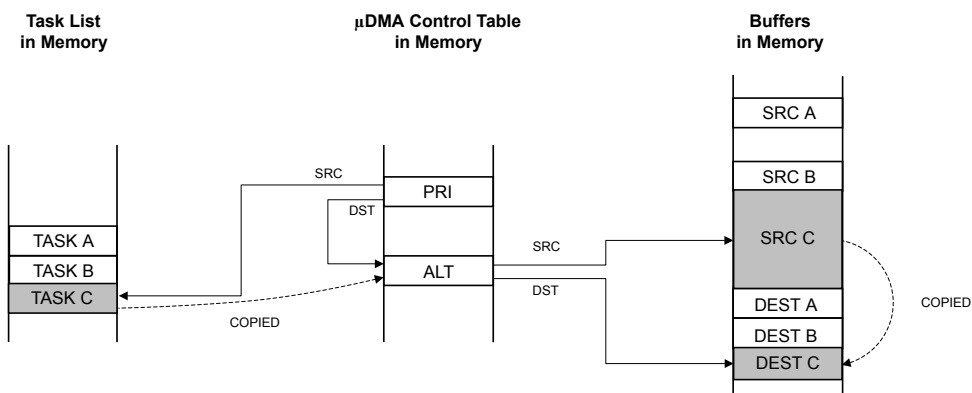 Task List
in Memory
µDMA Control Table
in Memory
Buffers
in Memory
SRC A
SRC B
SRC
PRI
DST
SRC
SRC C
TASK A
TASK B
ALT
TASK C
DST
DEST A
COPIED
COPIED
DEST B
DEST C